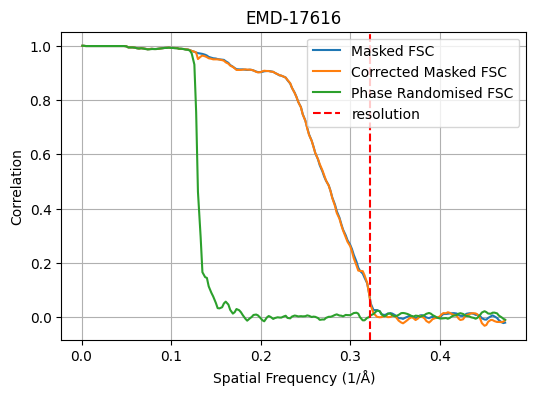 EMD-17616
Masked FSC
Corrected Masked FSC
Phase Randomised FSC
resolution
Correlation
1.0
0.8
0.6
0.4
0.2
0.0
0.0 0.1 0.2 0.3 0.4
Spatial Frequency (1/Å)